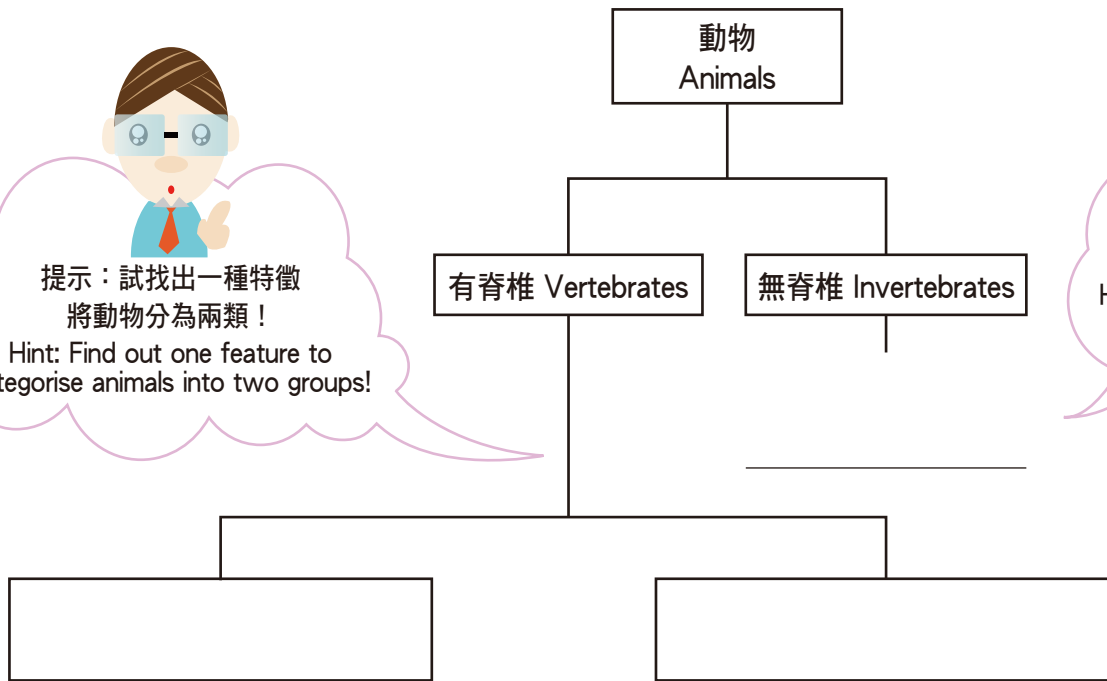 動物
Animals
有脊椎 Vertebrates
無脊椎 Invertebrates
提示：試找出一種特徵
將動物分為兩類！
Hint: Find out one feature to
tegorise animals into two groups!
H